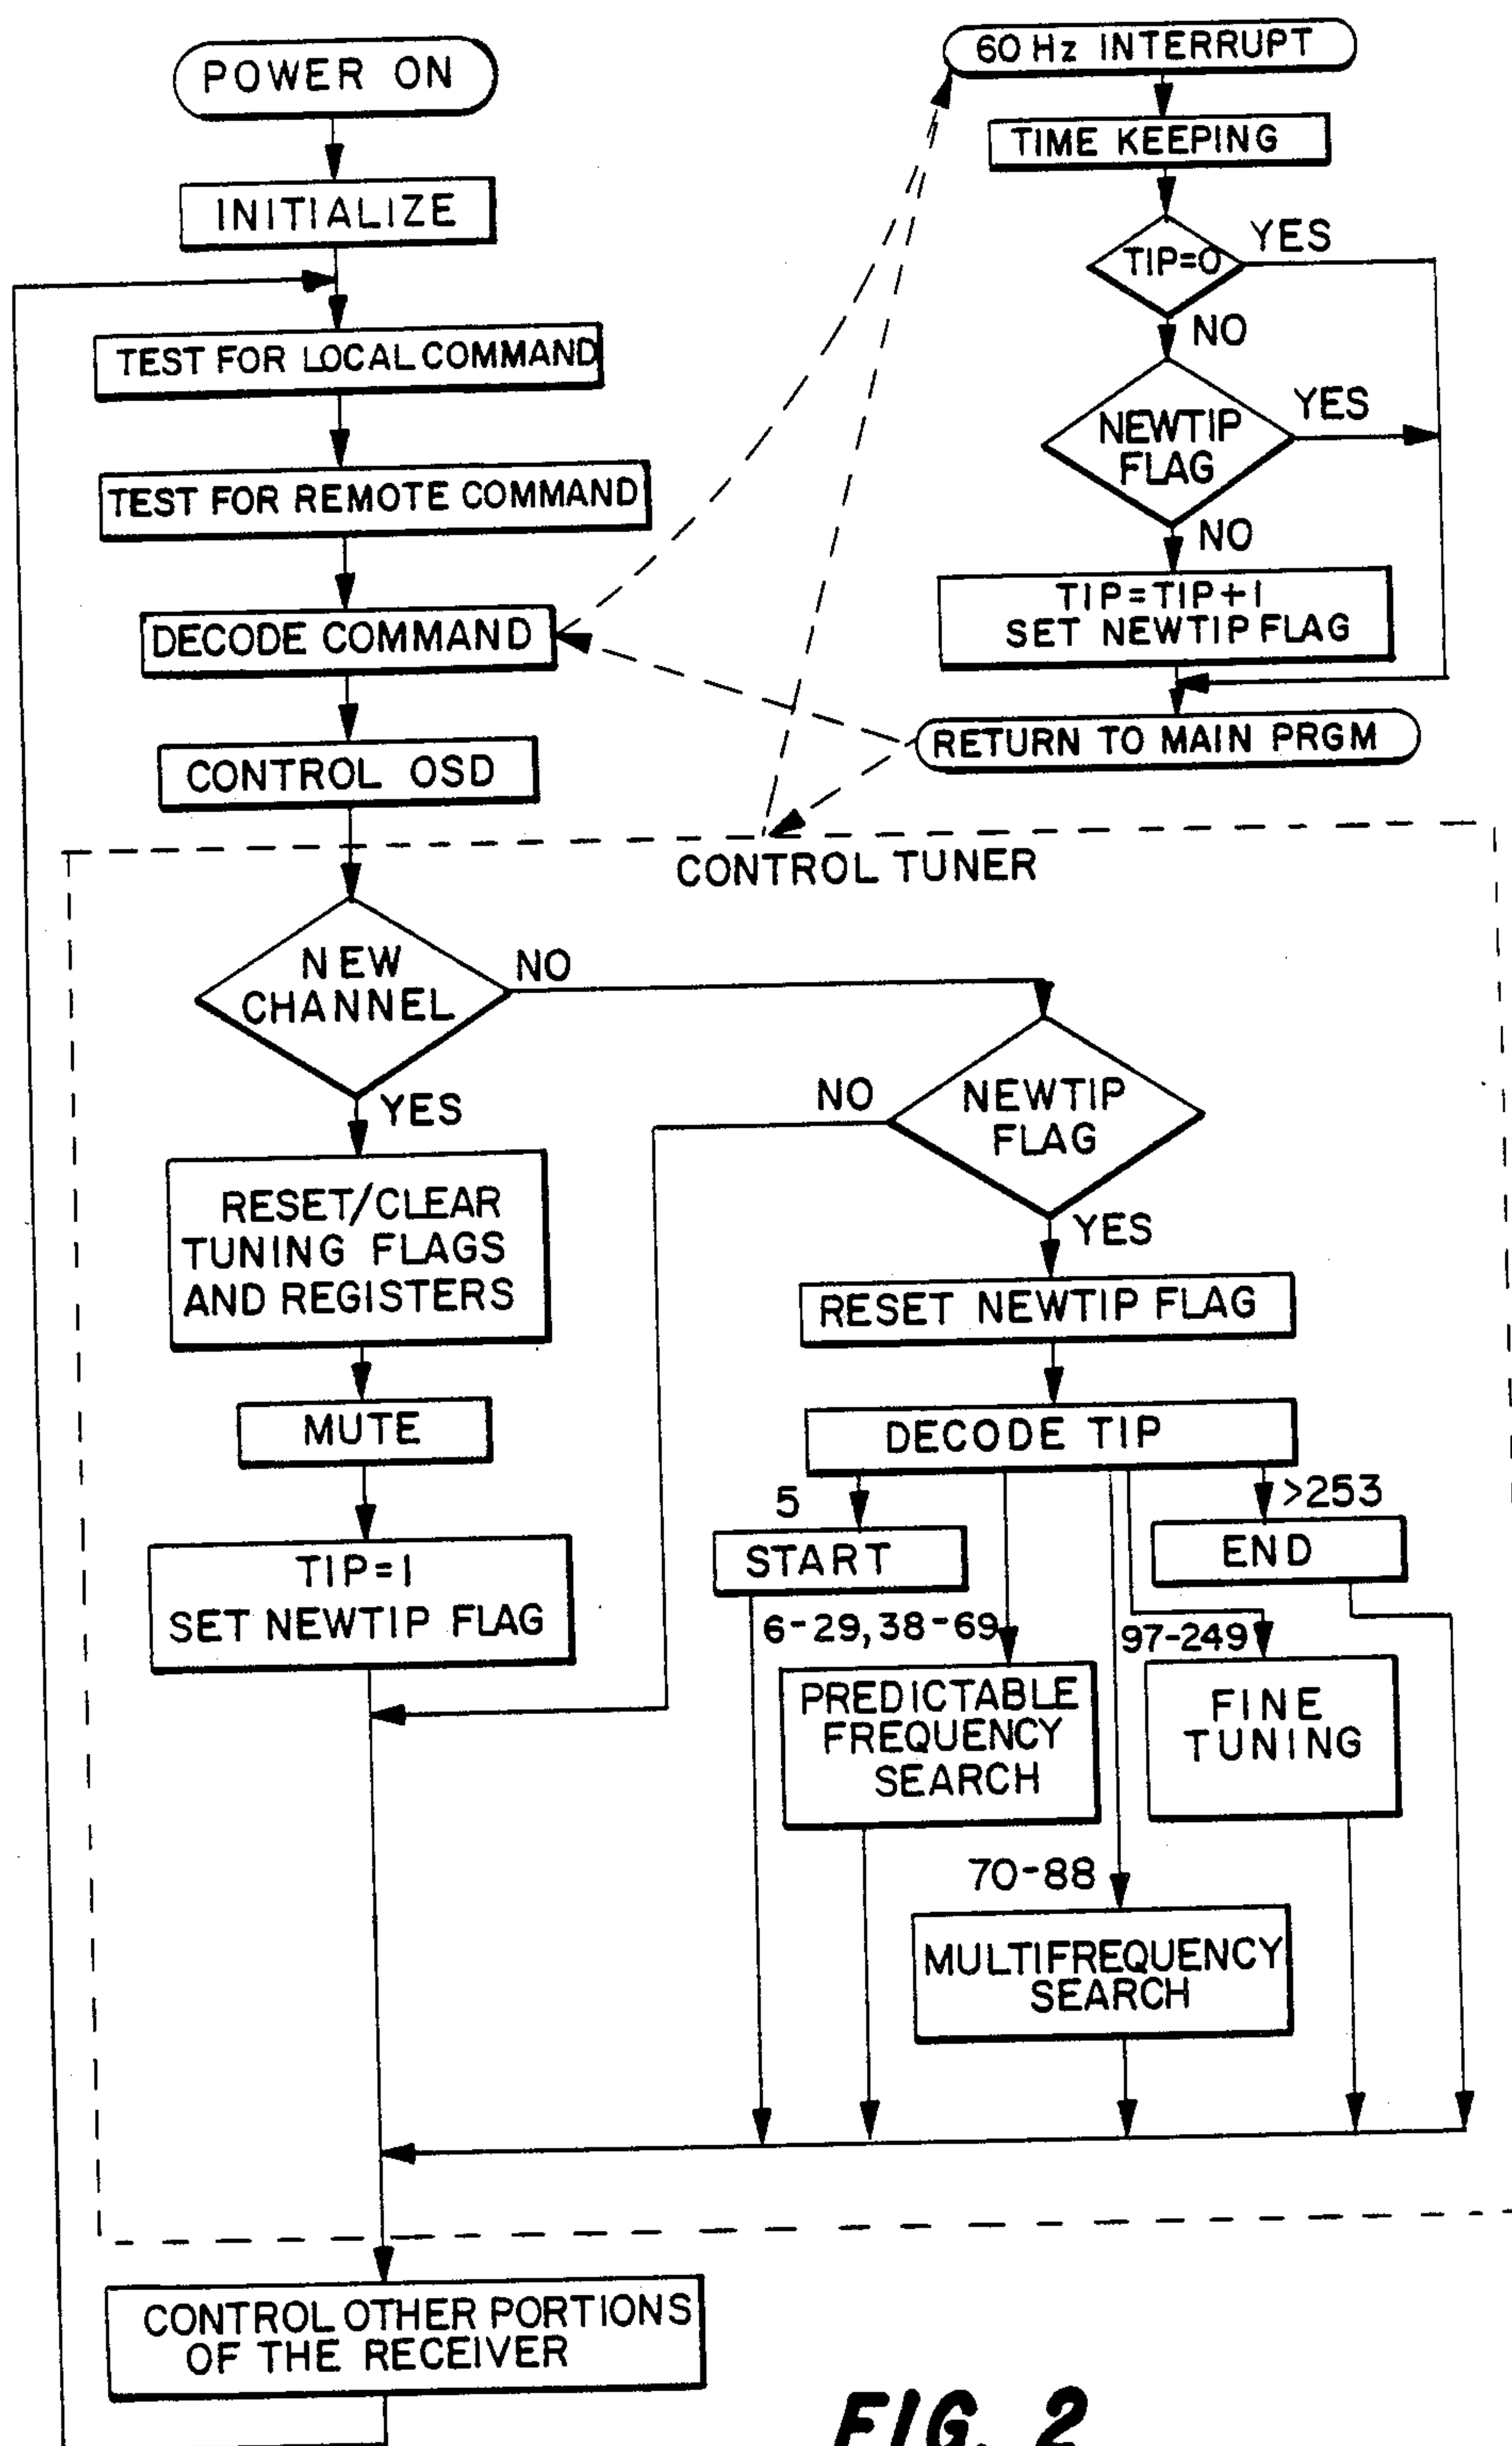 POWER ON
INITIALIZE
TEST FOR LOCAL COMMAND
TEST FOR REMOTE COMMAND
DECODE COMMAND
CONTROL OSD
60 Hz INTERRUPT
TIME KEEPING
TIP=0
YES
NO
NEWTIP
FLAG
YES
NO
TIP=TIP+1
SET NEWTIP FLAG
RETURN TO MAIN PRGM
CONTROL TUNER
NEW
CHANNEL
NO
YES
RESET/CLEAR
TUNING FLAGS
AND REGISTERS
MUTE
TIP=1
SET NEWTIP FLAG
NEWTIP
FLAG
NO
YES
RESET NEWTIP FLAG
DECODE TIP
5
START
>253
END
6-29, 38-69
PREDICTABLE
FREQUENCY
SEARCH
97-249
FINE
TUNING
70-88
MULTIFREQUENCY
SEARCH
CONTROL OTHER PORTIONS
OF THE RECEIVER
FIG. 2